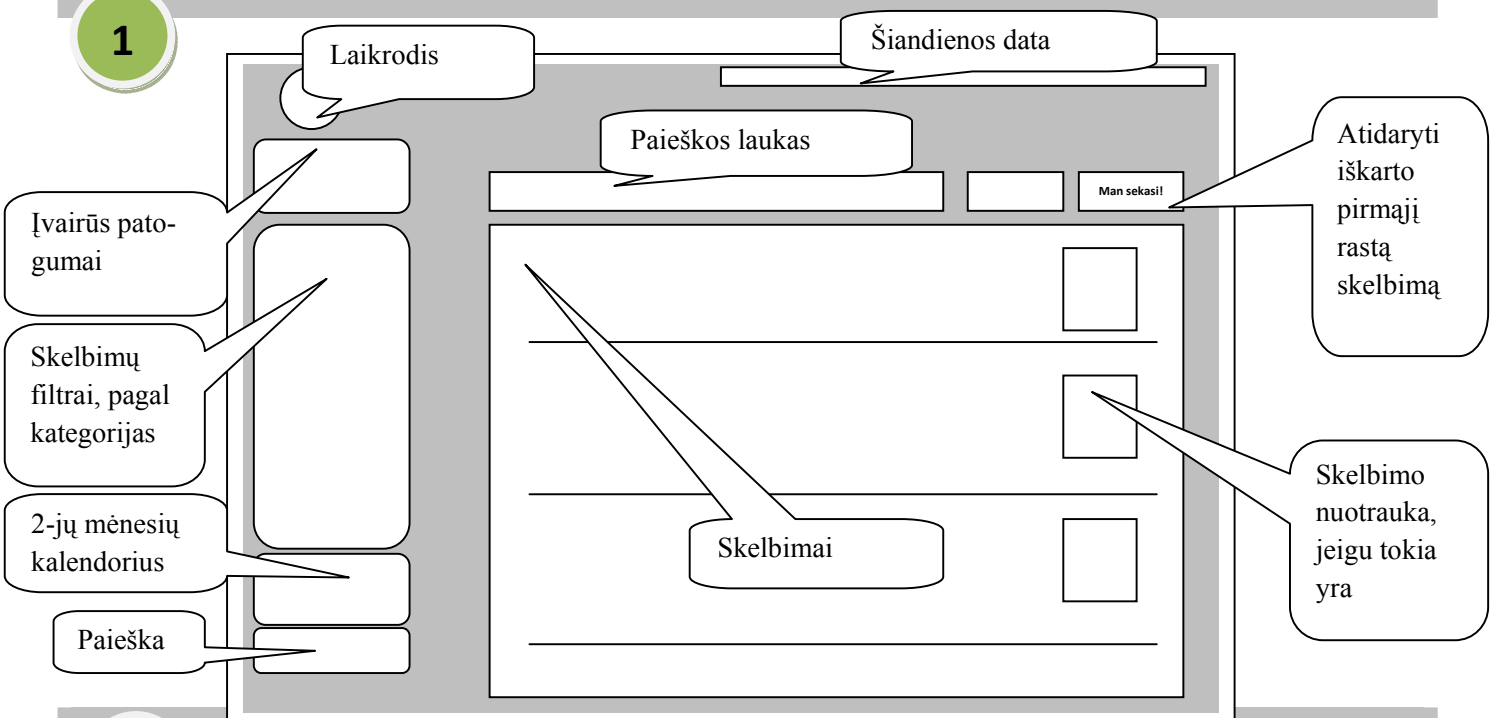 1
Laikrodis
Šiandienos data
Paieškos laukas
Atidaryti
iškarto
pirmąjį
rastą
skelbimą
Man sekasi!
Įvairūs pato-
gumai
Skelbimų
filtrai, pagal
kategorijas
2-jų mėnesių
kalendorius
Paieška
Skelbimai
Skelbimo
nuotrauka,
jeigu tokia
yra